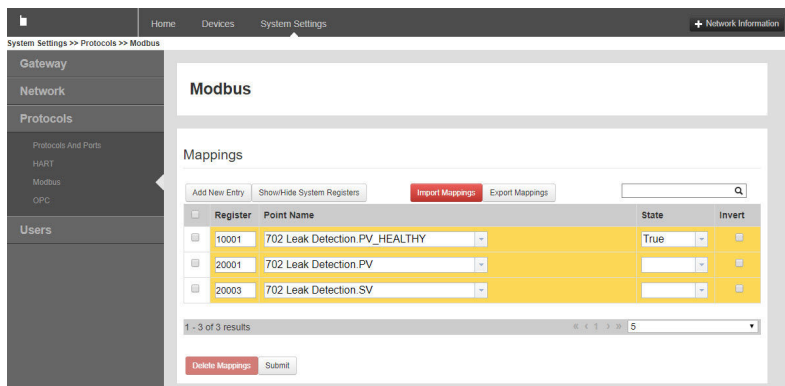 Home Devices System Settings + Network Information
System Settings >> Protocols >> Modbus
Gateway
Network
Protocols
Protocols And Ports
HART
Modbus
OPC
Users
Modbus
Mappings
Add New Entry Show/Hide System Registers Import Mappings Export Mappings
Register Point Name State Invert
10001 702 Leak Detection.PV_HEALTHY True
20001 702 Leak Detection.PV
20003 702 Leak Detection.SV
1 - 3 of 3 results « < 1 > » 5
Delete Mappings Submit